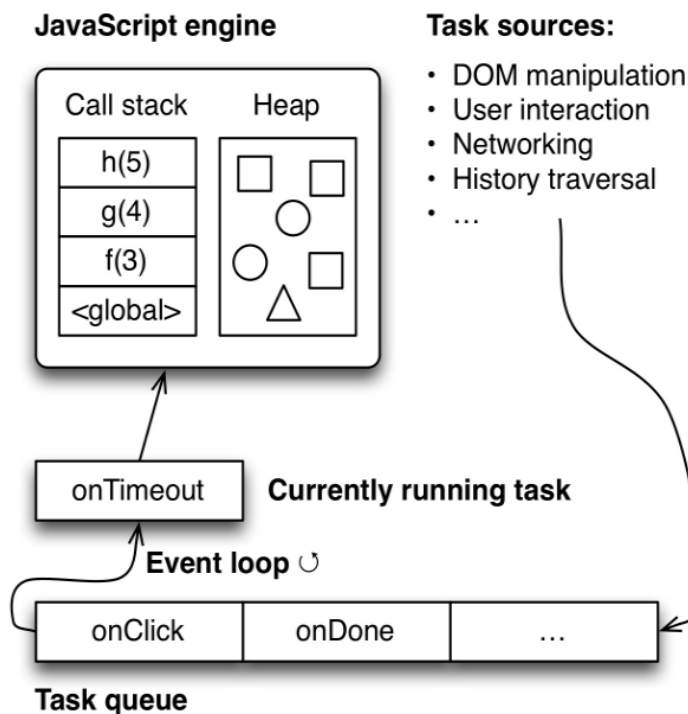 JavaScript engine
Call stack
Heap
h(5)
g(4)
f(3)
<global>
Task sources:
• DOM manipulation
• User interaction
• Networking
• History traversal
• …
onTimeout
Currently running task
Event loop ↺
onClick
onDone
…
Task queue